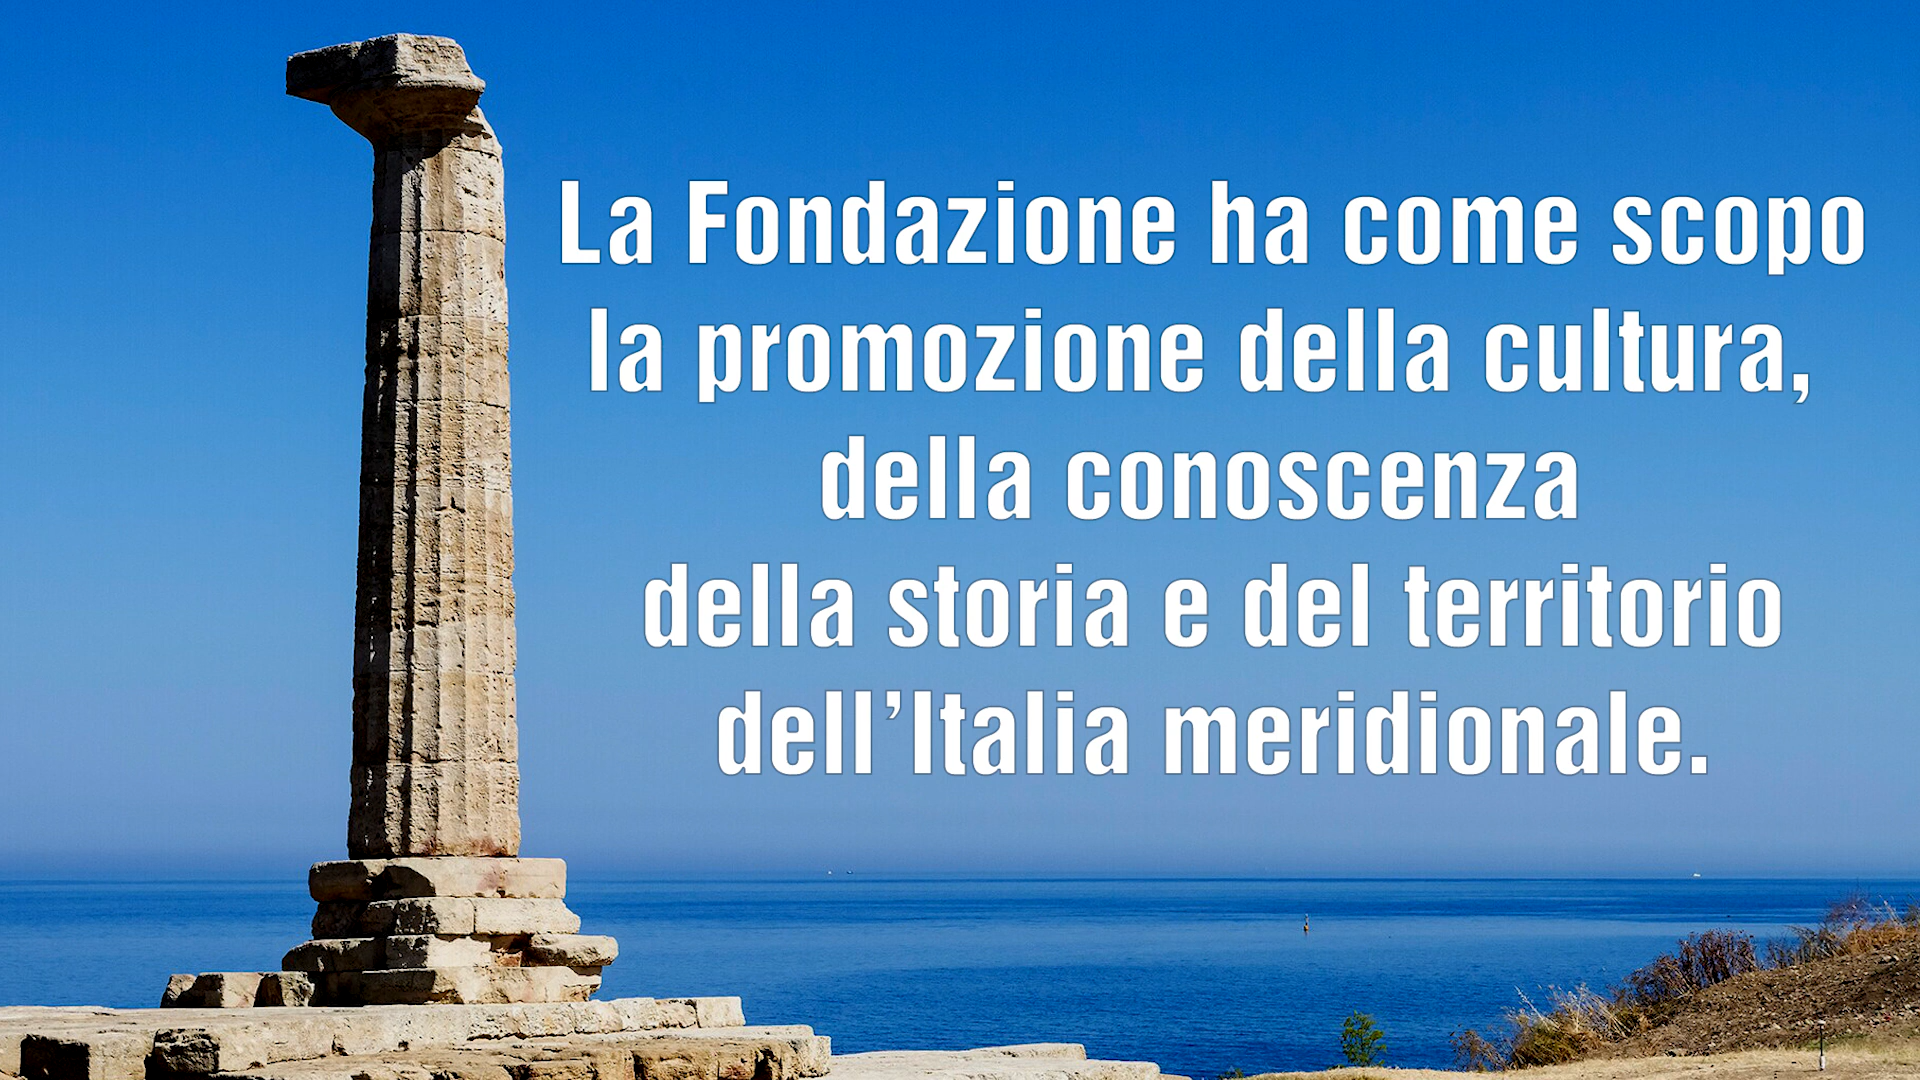 La Fondazione ha come scopo
la promozione della cultura,
della conoscenza
della storia e del territorio
dell’Italia meridionale.